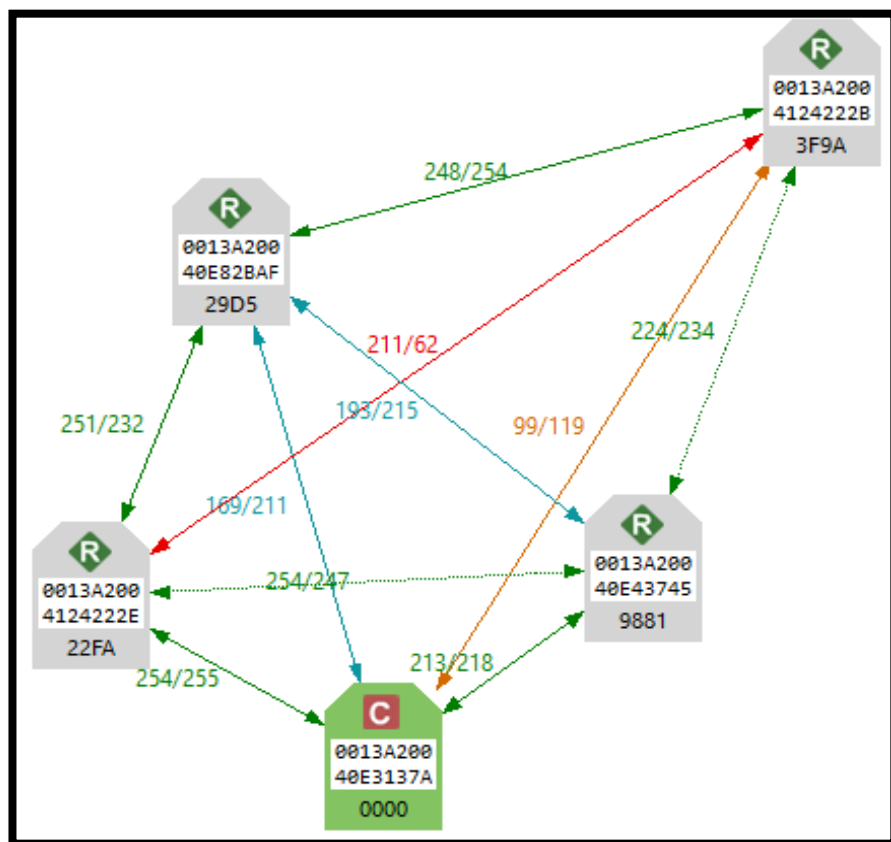 R
0013A200
4124222B
3F9A
248/254
R
0013A200
40E82BAF
29D5
211/62
224/234
193/215
251/232
99/119
169/211
R
0013A200
4124222E
22FA
R
0013A200
40E43745
9881
254/247
213/218
254/255
C
0013A200
40E3137A
0000